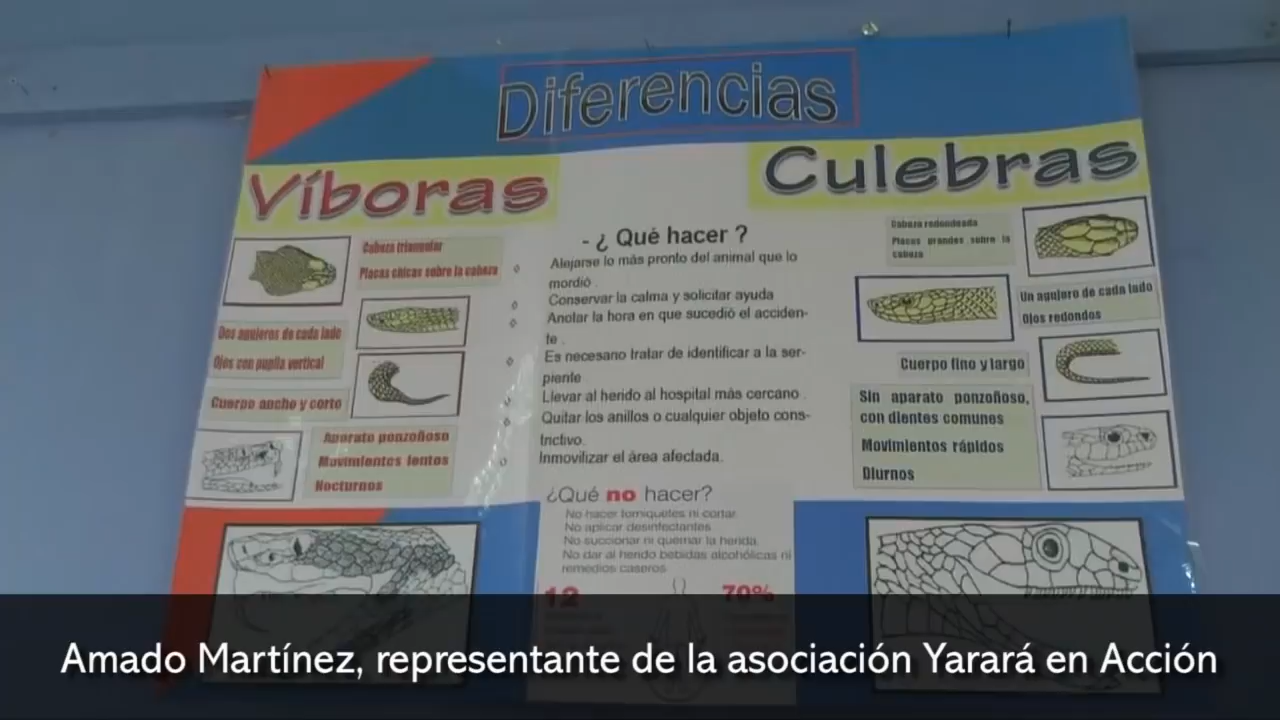 Diferencias
Víboras
Culebras
Cabeza triangular
Placas chicas sobre la cabeza
Dos agujeros de cada lado
Ojos con pupila vertical
Cuerpo ancho y corto
Aparato ponzoñoso
Movimientos lentos
Nocturnos
- ¿ Qué hacer ?
Alejarse lo más pronto del animal que lo
mordió .
Conservar la calma y solicitar ayuda
Anotar la hora en que sucedió el acciden-
te .
Es necesario tratar de identificar a la ser-
piente
Llevar al herido al hospital más cercano .
Quitar los anillos o cualquier objeto cons-
trictivo.
Inmovilizar el área afectada.
¿Qué no hacer?
No hacer torniquetes ni cortar.
No aplicar desinfectantes
No succionar ni quemar la herida.
No dar al herido bebidas alcohólicas ni
remedios caseros
12
70%
Cabeza redondeada
Placas grandes sobre la
cabeza
Un agujero de cada lado
Ojos redondos
Cuerpo fino y largo
Sin aparato ponzoñoso,
con dientes comunes
Movimientos rápidos
Diurnos
Amado Martínez, representante de la asociación Yarará en Acción